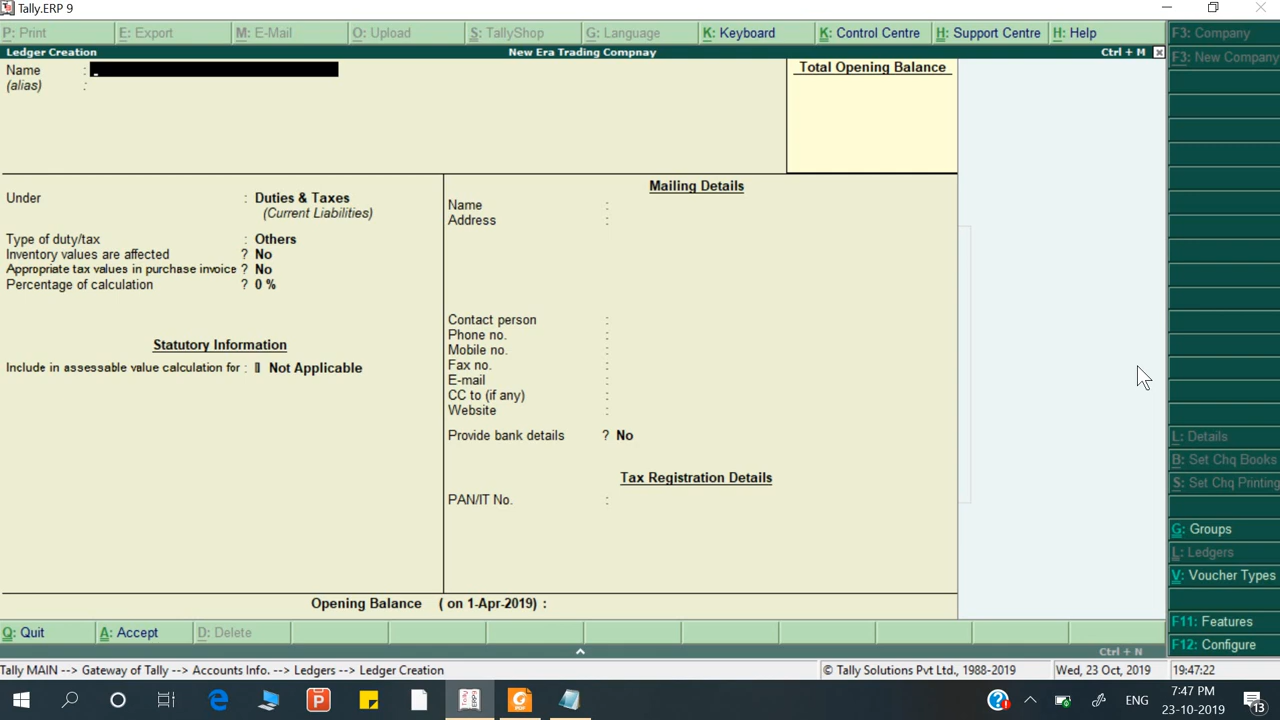 Tally.ERP 9
P: Print E: Export M: E-Mail O: Upload S: TallyShop G: Language K: Keyboard K: Control Centre H: Support Centre H: Help F3: Company
Ledger Creation New Era Trading Compnay Ctrl + M
F3: New Company
Name : Total Opening Balance
(alias) :
Mailing Details
Under : Duties & Taxes
(Current Liabilities)
Name :
Address :
Type of duty/tax : Others
Inventory values are affected ? No
Appropriate tax values in purchase invoice ? No
Percentage of calculation ? 0 %
Contact person :
Phone no. :
Mobile no. :
Fax no. :
E-mail :
CC to (if any) :
Website :
Statutory Information
Include in assessable value calculation for : Not Applicable
Provide bank details ? No
Tax Registration Details
PAN/IT No. :
L: Details
B: Set Chq Books
S: Set Chq Printing
G: Groups
L: Ledgers
V: Voucher Types
F11: Features
F12: Configure
Opening Balance ( on 1-Apr-2019) :
Q: Quit A: Accept D: Delete
Ctrl + N
Tally MAIN --> Gateway of Tally --> Accounts Info. --> Ledgers --> Ledger Creation © Tally Solutions Pvt Ltd., 1988-2019 Wed, 23 Oct, 2019 19:47:22
ENG 7:47 PM
23-10-2019 13